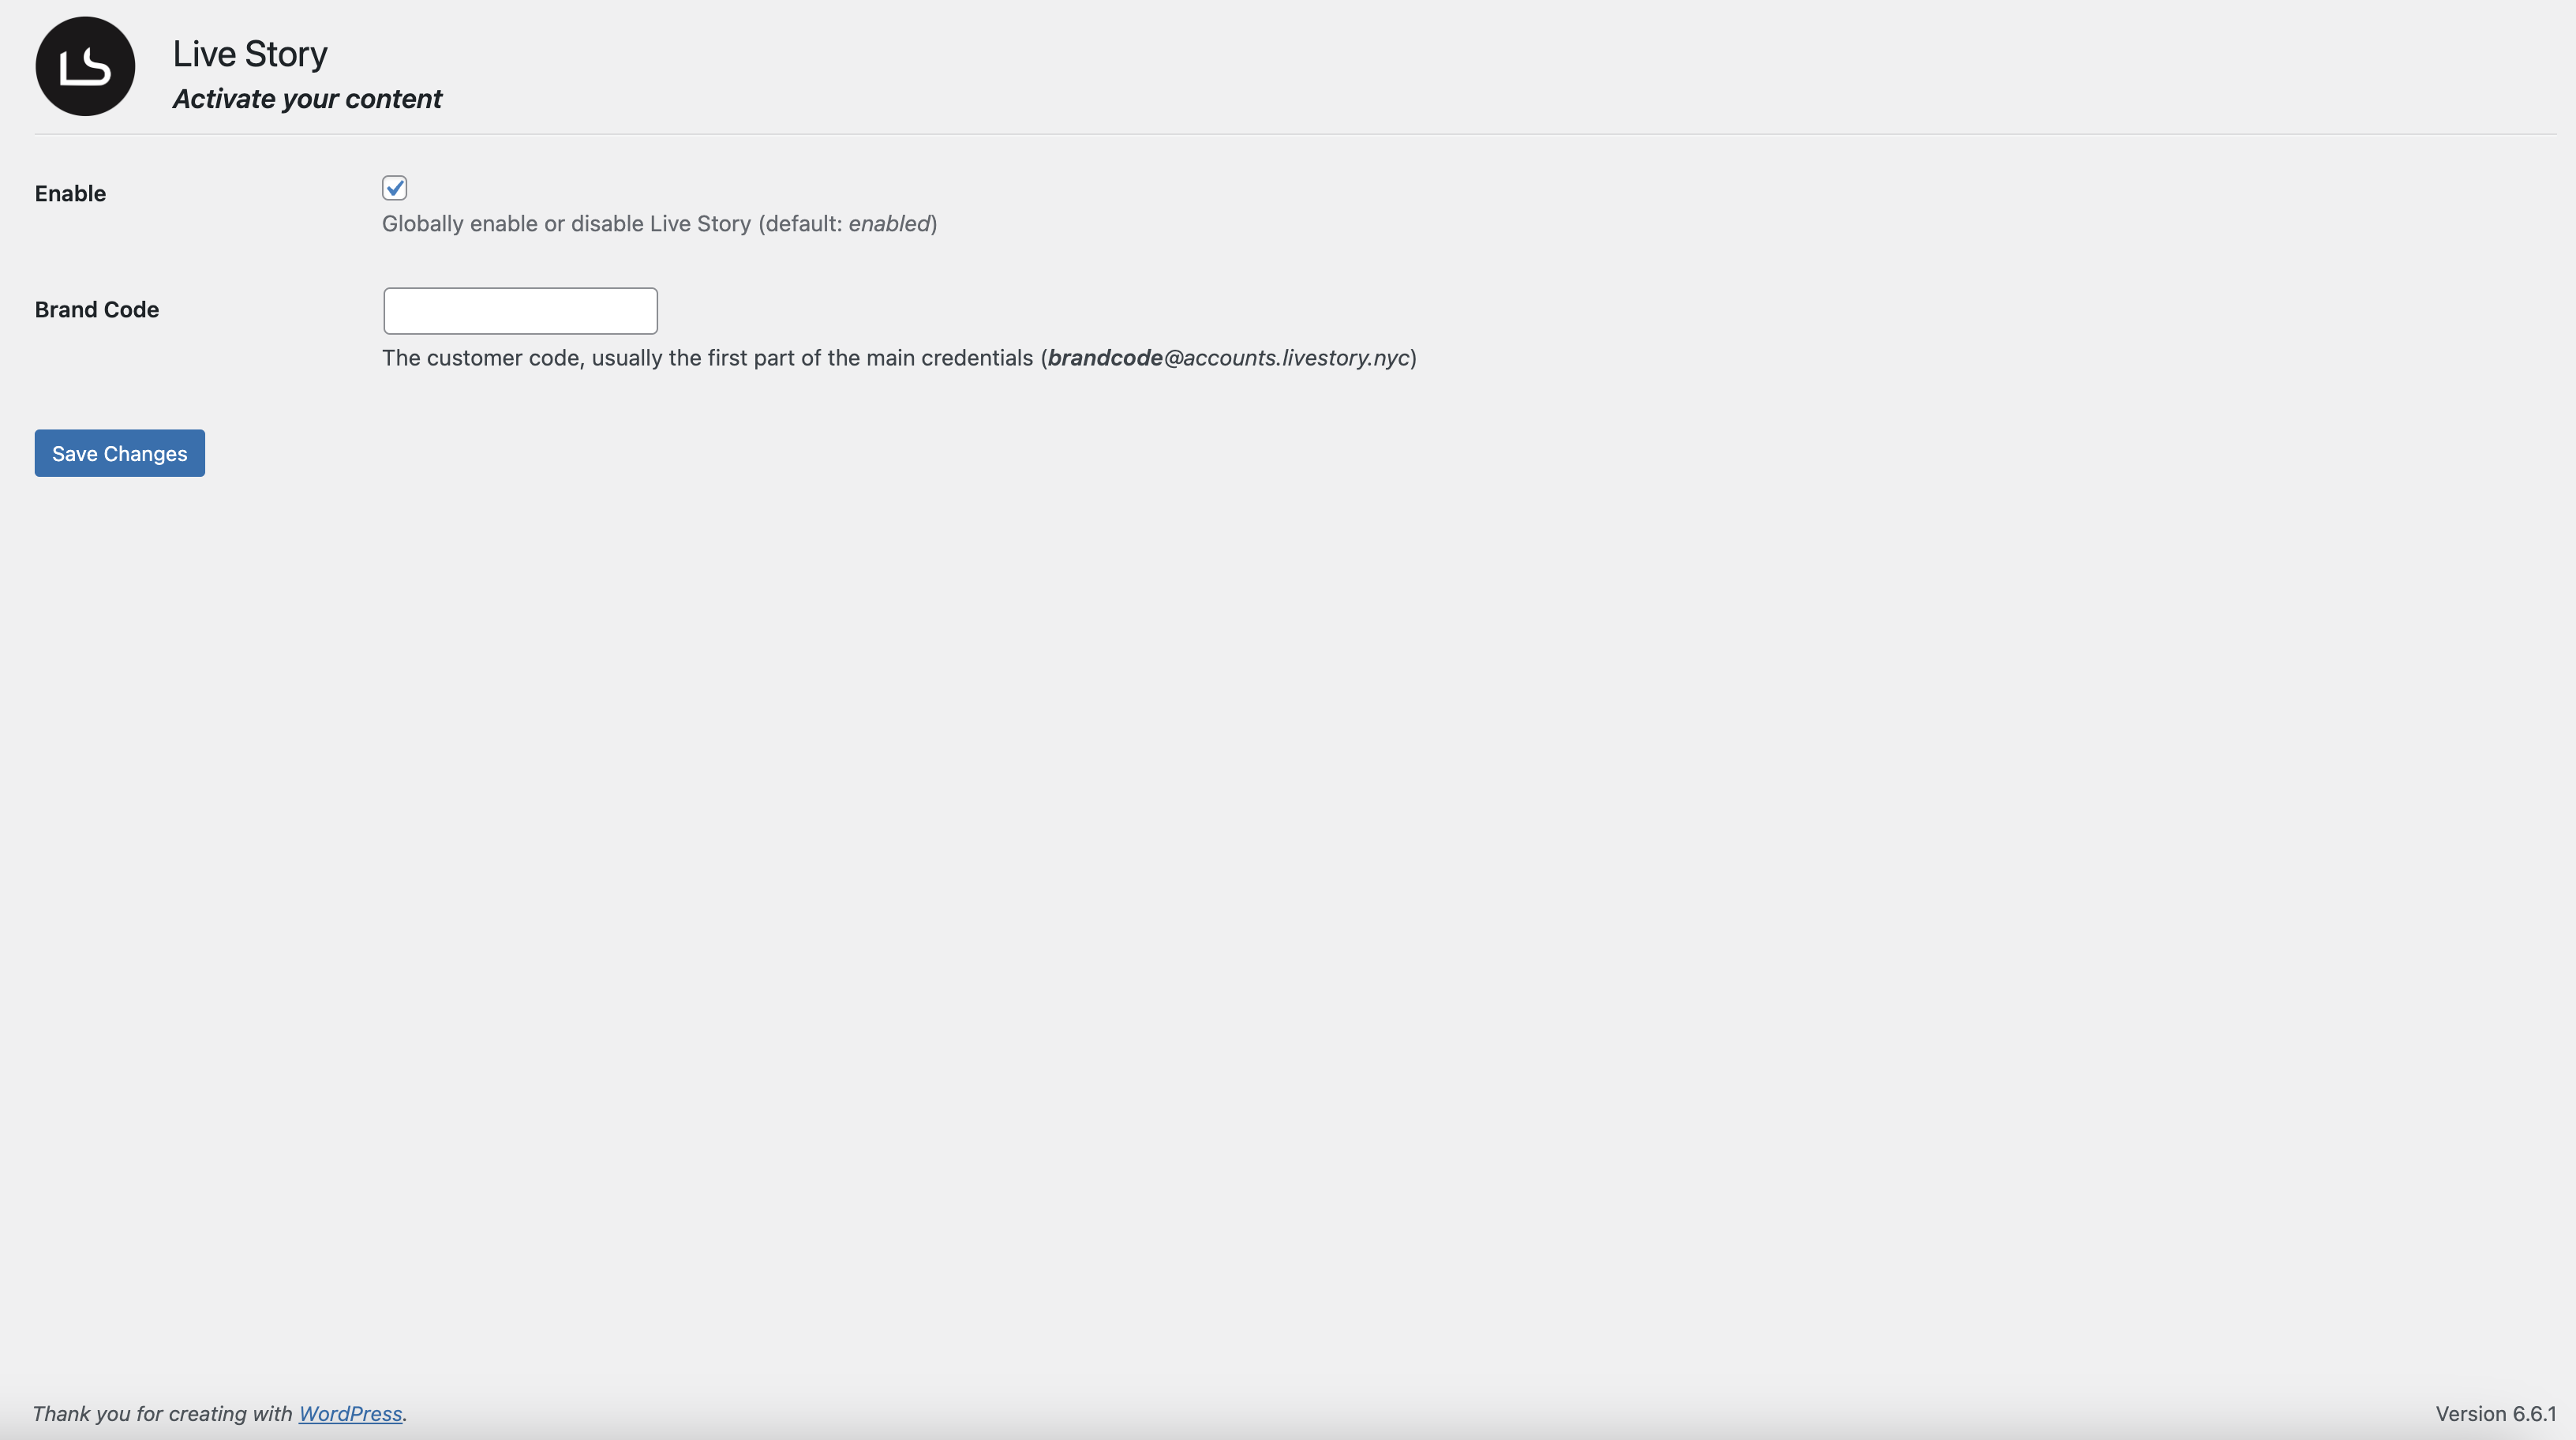 LS
Live Story
Activate your content
Enable
Globally enable or disable Live Story (default: enabled)
Brand Code
The customer code, usually the first part of the main credentials (brandcode@accounts.livestory.nyc)
Save Changes
Thank you for creating with WordPress.
Version 6.6.1